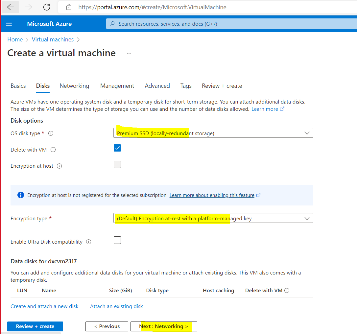 https://portal.azure.com/#create/Microsoft.VirtualMachine
Microsoft Azure
Search resources, services, and docs (G+/)
Home > Virtual machines >
Create a virtual machine
Basics Disks Networking Management Advanced Tags Review + create
Azure VMs have one operating system disk and a temporary disk for short-term storage. You can attach additional data disks.
The size of the VM determines the type of storage you can use and the number of data disks allowed. Learn more
Disk options
OS disk type *
Premium SSD (locally-redundant storage)
Delete with VM
Encryption at host
Encryption at host is not registered for the selected subscription. Learn more about enabling this feature
Encryption type *
(Default) Encryption at-rest with a platform-managed key
Enable Ultra Disk compatibility
Data disks for
You can add and configure additional data disks for your virtual machine or attach existing disks. This VM also comes with a
temporary disk.
LUN Name Size (GiB) Disk type Host caching Delete with VM
Create and attach a new disk Attach an existing disk
Review + create < Previous Next : Networking >